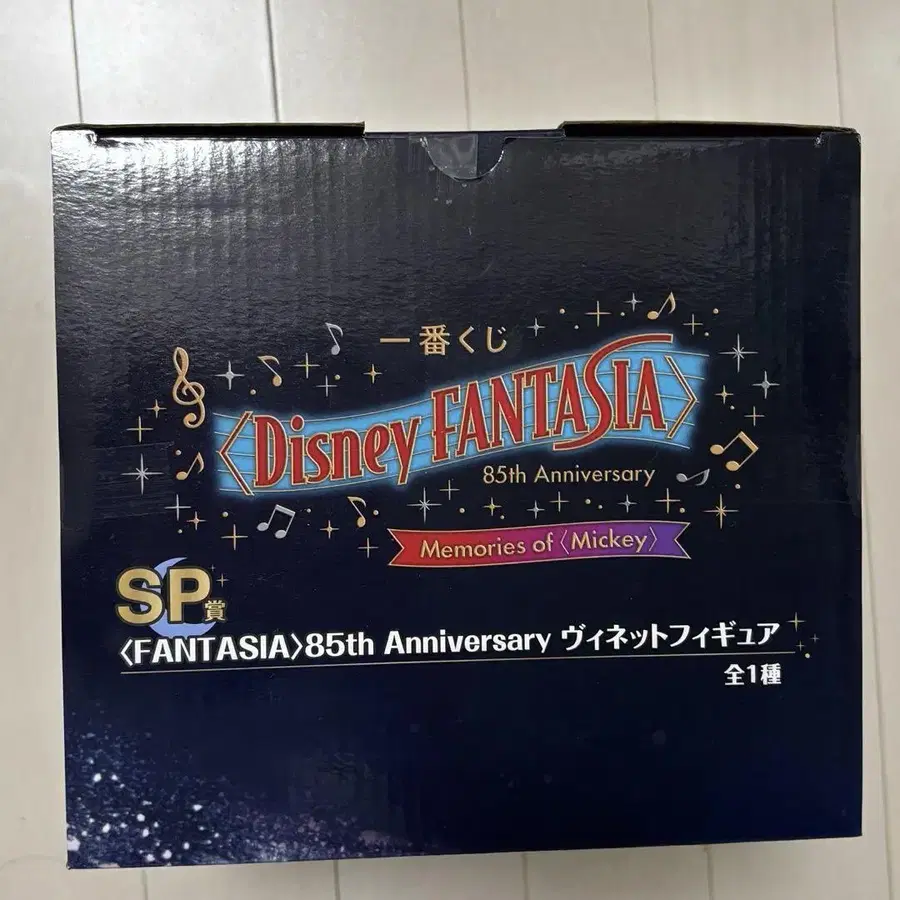 一番くじ
〈Disney FANTASIA〉
85th Anniversary
Memories of〈Mickey〉
SP賞
〈FANTASIA〉85th Anniversary ヴィネットフィギュア
全1種